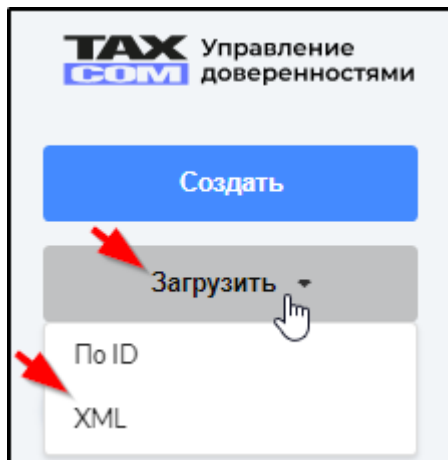 TAX Управление
COM доверенностями
Создать
Загрузить
По ID
XML